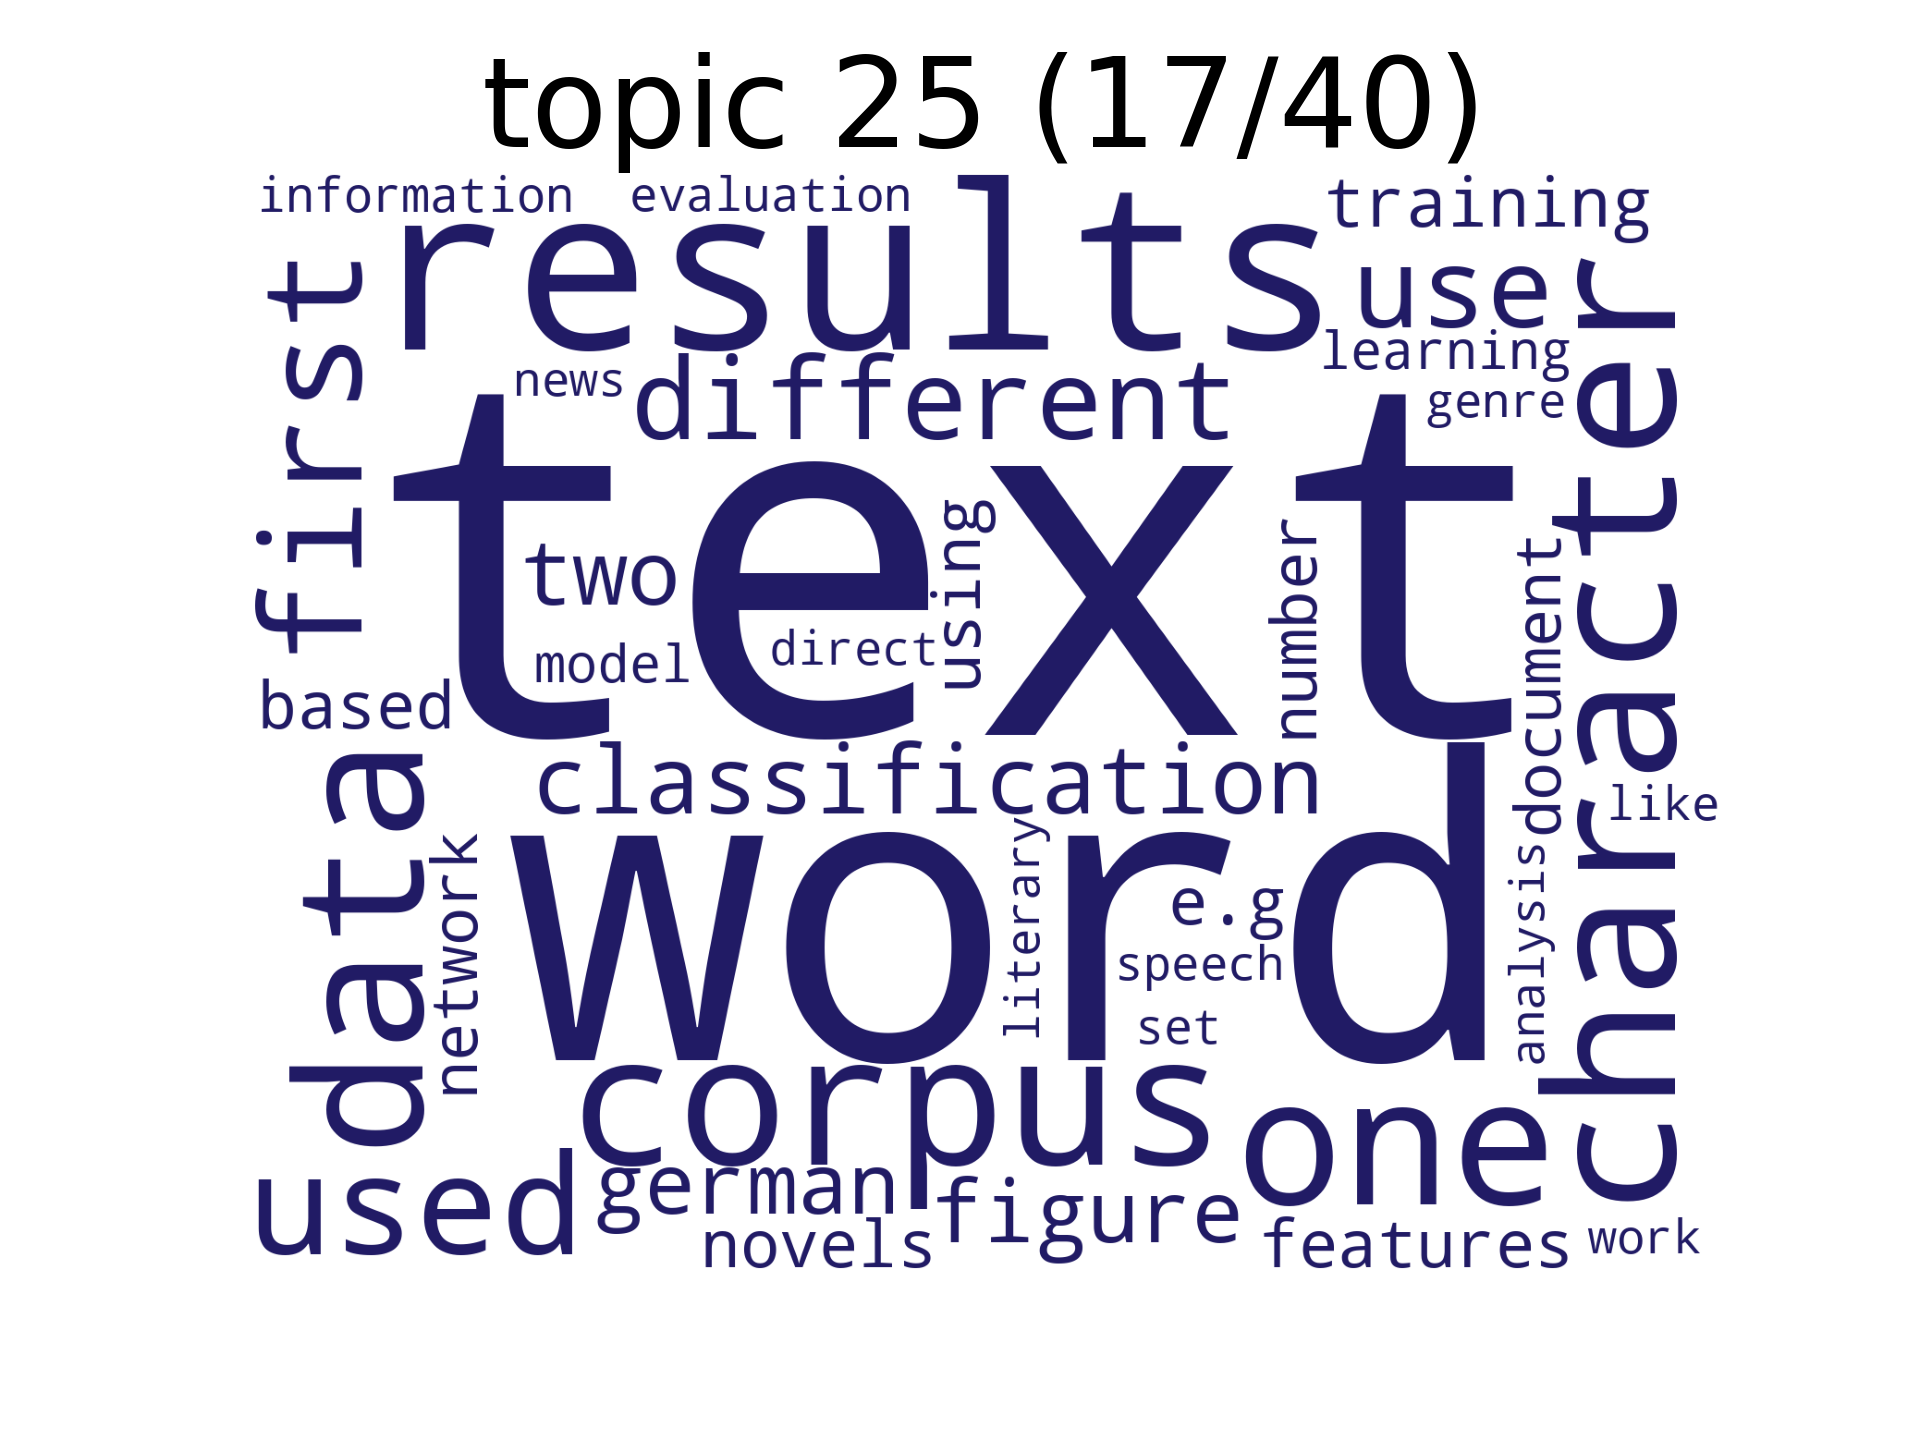 topic 25 (17/40)
information
evaluation
training
results
use
first
character
learning
news
different
genre
text
two
using
number
document
direct
model
based
classification
data
like
network
word
literary
e.g
analysis
speech
set
corpus
one
used
german
figure
novels
features
work